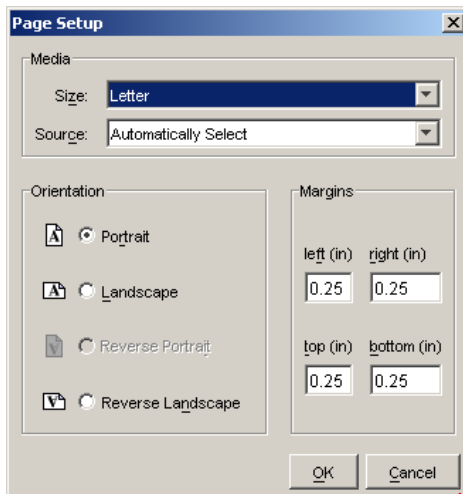 Page Setup
Media
Size: Letter
Source: Automatically Select
Orientation
Portrait
Landscape
Reverse Portrait
Reverse Landscape
Margins
left (in) right (in)
0.25 0.25
top (in) bottom (in)
0.25 0.25
OK Cancel